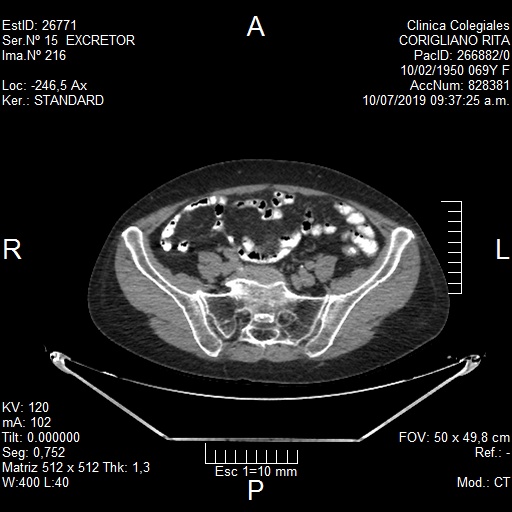 EstID: 26771
Ser.Nº 15 EXCRETOR
Ima.Nº 216
Loc: -246,5 Ax
Ker.: STANDARD
A
Clinica Colegiales
CORIGLIANO RITA
PacID: 266882/0
10/02/1950 069Y F
AccNum: 828381
10/07/2019 09:37:25 a.m.
R
L
KV: 120
mA: 102
Tilt: 0.000000
Seg: 0,752
Matriz 512 x 512 Thk: 1,3
W:400 L:40
Esc 1=10 mm
P
FOV: 50 x 49,8 cm
Ref.: -
Mod.: CT